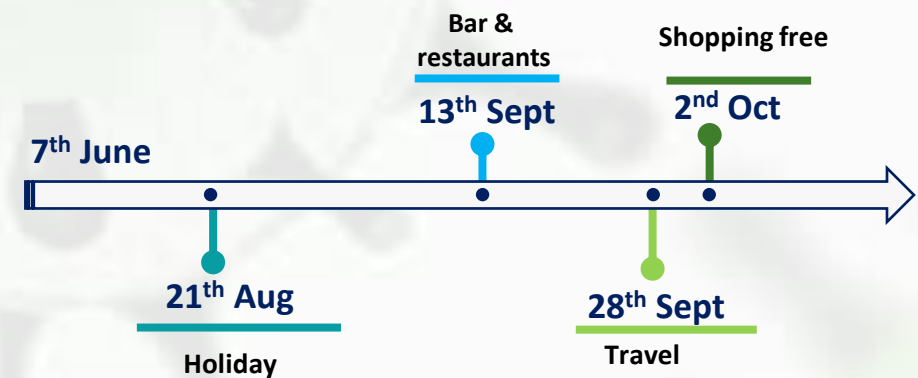 Bar &
restaurants
Shopping free
13th Sept
2nd Oct
7th June
21th Aug
28th Sept
Holiday
Travel